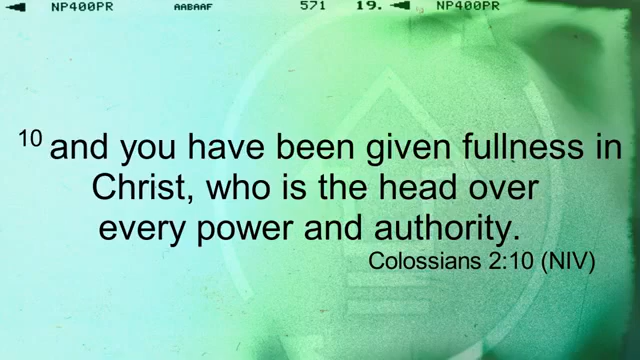 NP400PR AABAAF 571 19. NP400PR
10 and you have been given fullness in
Christ, who is the head over
every power and authority.
Colossians 2:10 (NIV)